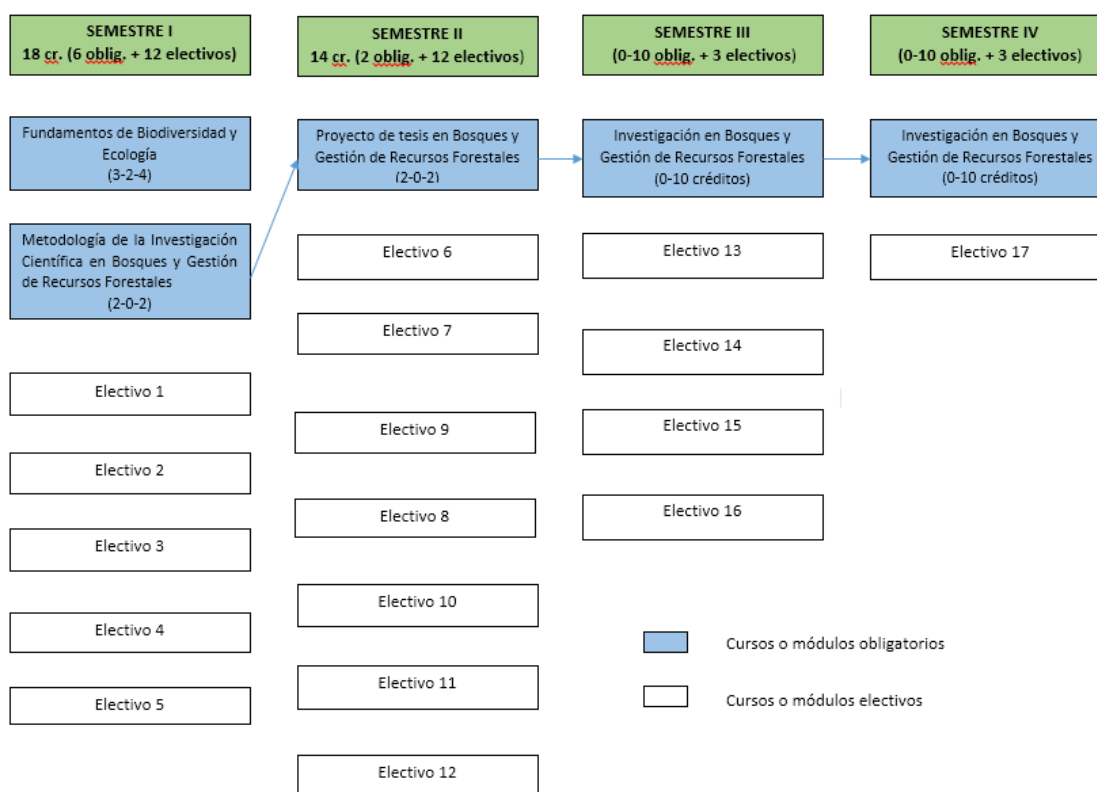 SEMESTRE I
18 cr. (6 oblig. + 12 electivos)
Fundamentos de Biodiversidad y
Ecología
(3-2-4)
Metodología de la Investigación
Científica en Bosques y Gestión
de Recursos Forestales
(2-0-2)
Electivo 1
Electivo 2
Electivo 3
Electivo 4
Electivo 5
SEMESTRE II
14 cr. (2 oblig. + 12 electivos)
Proyecto de tesis en Bosques y
Gestión de Recursos Forestales
(2-0-2)
Electivo 6
Electivo 7
Electivo 9
Electivo 8
Electivo 10
Electivo 11
Electivo 12
SEMESTRE III
(0-10 oblig. + 3 electivos)
Investigación en Bosques y
Gestión de Recursos Forestales
(0-10 créditos)
Electivo 13
Electivo 14
Electivo 15
Electivo 16
SEMESTRE IV
(0-10 oblig. + 3 electivos)
Investigación en Bosques y
Gestión de Recursos Forestales
(0-10 créditos)
Electivo 17
Cursos o módulos obligatorios
Cursos o módulos electivos